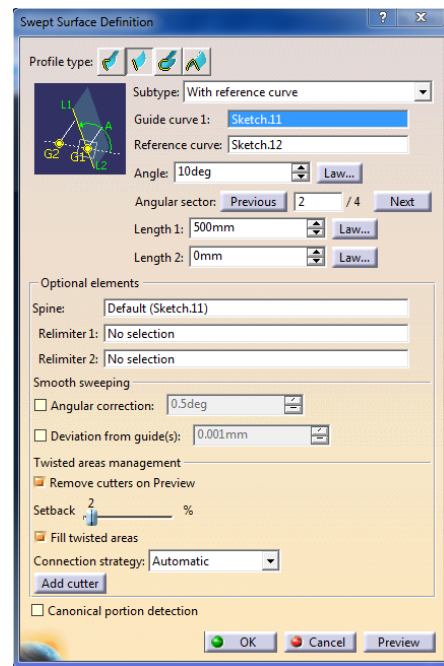 Swept Surface Definition ? X
Profile type:
Subtype: With reference curve
Guide curve 1: Sketch.11
Reference curve: Sketch.12
Angle: 10deg Law...
Angular sector: Previous 2 / 4 Next
Length 1: 500mm Law...
Length 2: 0mm Law...
L1
A
G2 G1 L2
Optional elements
Spine: Default (Sketch.11)
Relimiter 1: No selection
Relimiter 2: No selection
Smooth sweeping
Angular correction: 0.5deg
Deviation from guide(s): 0.001mm
Twisted areas management
Remove cutters on Preview
Setback 2 %
Fill twisted areas
Connection strategy: Automatic
Add cutter
Canonical portion detection
OK Cancel Preview